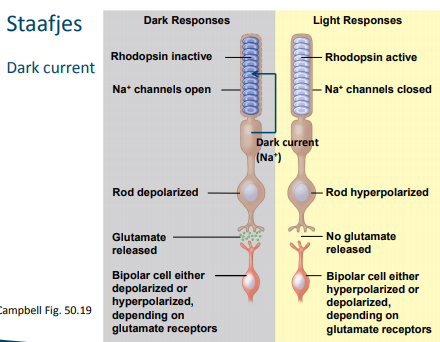 Staafjes
Dark current
Campbell Fig. 50.19
Dark Responses
Rhodopsin inactive
Na⁺ channels open
Dark current
(Na⁺)
Rod depolarized
Glutamate
released
Bipolar cell either
depolarized or
hyperpolarized,
depending on
glutamate receptors
Light Responses
Rhodopsin active
Na⁺ channels closed
Rod hyperpolarized
No glutamate
released
Bipolar cell either
hyperpolarized or
depolarized,
depending on
glutamate receptors